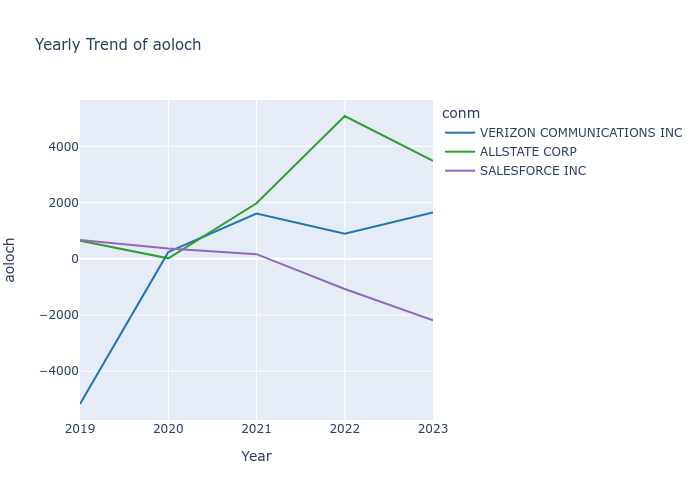 Yearly Trend of aoloch
conm
VERIZON COMMUNICATIONS INC
ALLSTATE CORP
SALESFORCE INC
aoloch
4000
2000
0
−2000
−4000
2019 2020 2021 2022 2023
Year